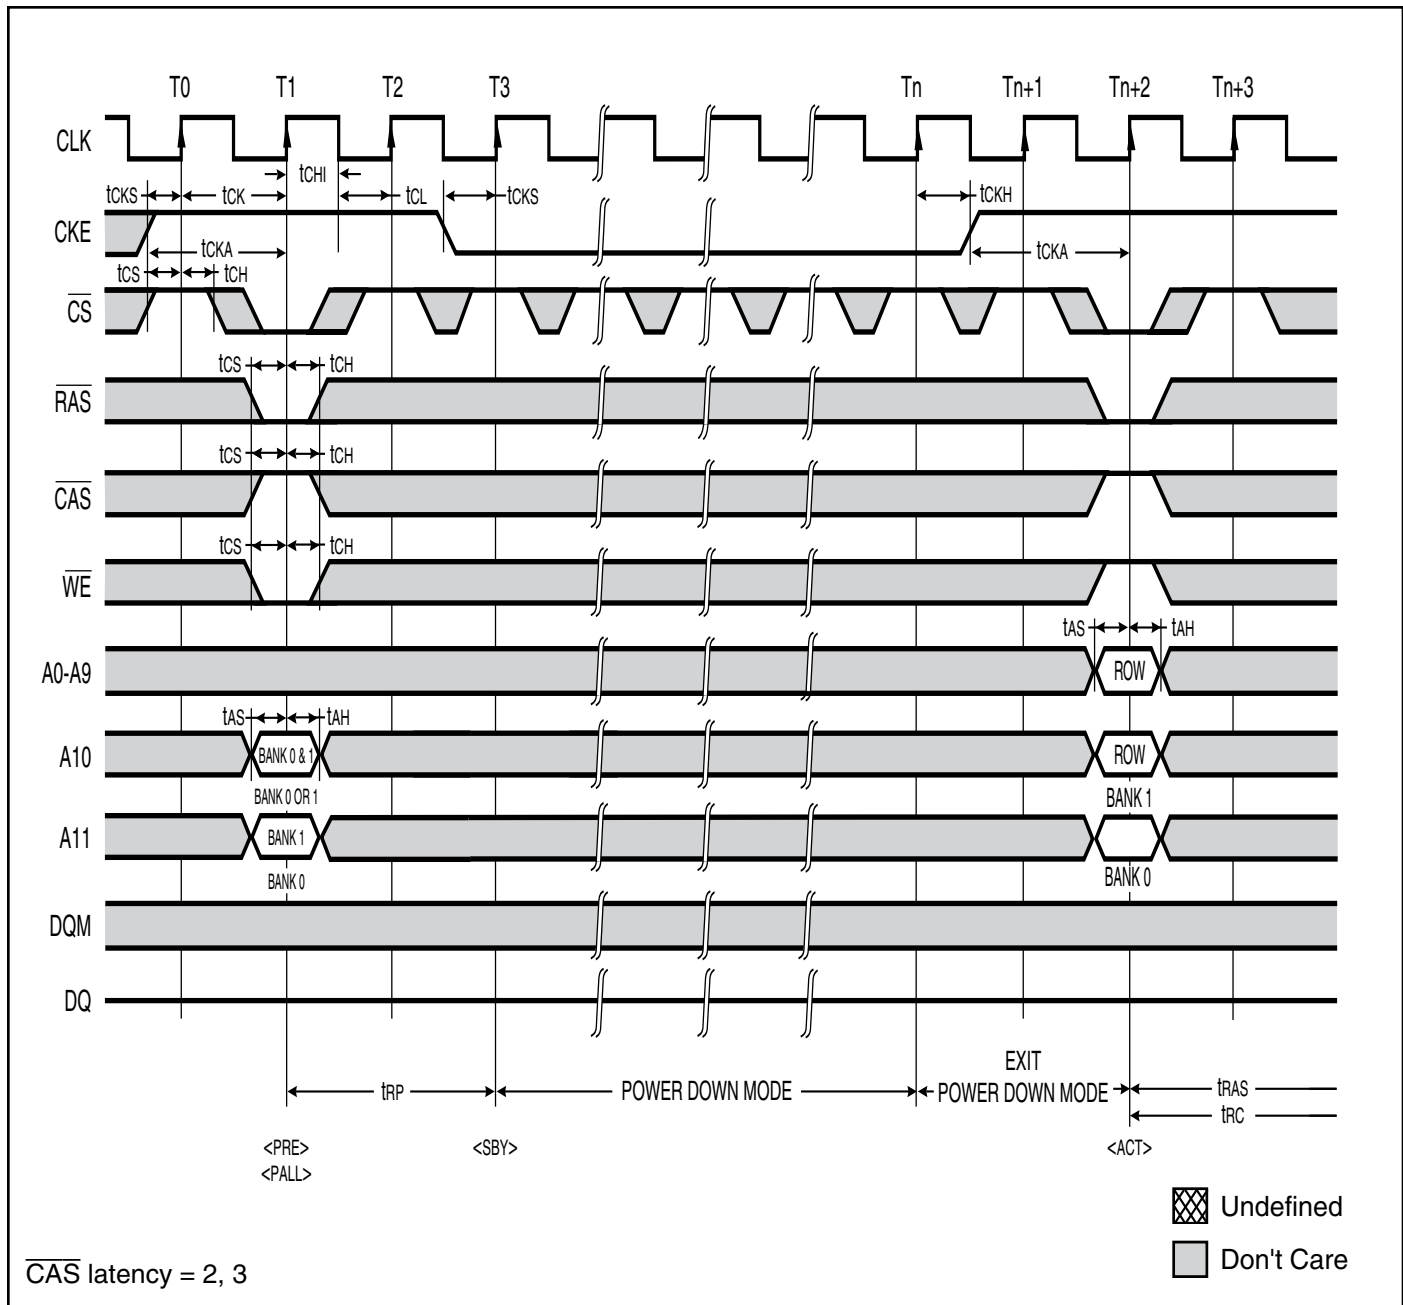 T0 T1 T2 T3 Tn Tn+1 Tn+2 Tn+3
CLK
tCHI
tCKS tCK tCL tCKS tCKH
CKE
tCKA tCKA
tCS tCH
CS
tCS tCH
RAS
tCS tCH
CAS
tCS tCH
WE
tAS tAH
A0-A9 ROW
tAS tAH
A10 BANK 0 & 1 ROW
BANK 0 OR 1 BANK 1
A11 BANK 1
BANK 0 BANK 0
DQM
DQ
EXIT
tRP POWER DOWN MODE POWER DOWN MODE tRAS
tRC
<PRE> <SBY> <ACT>
<PALL>
Undefined
Don't Care
CAS latency = 2, 3